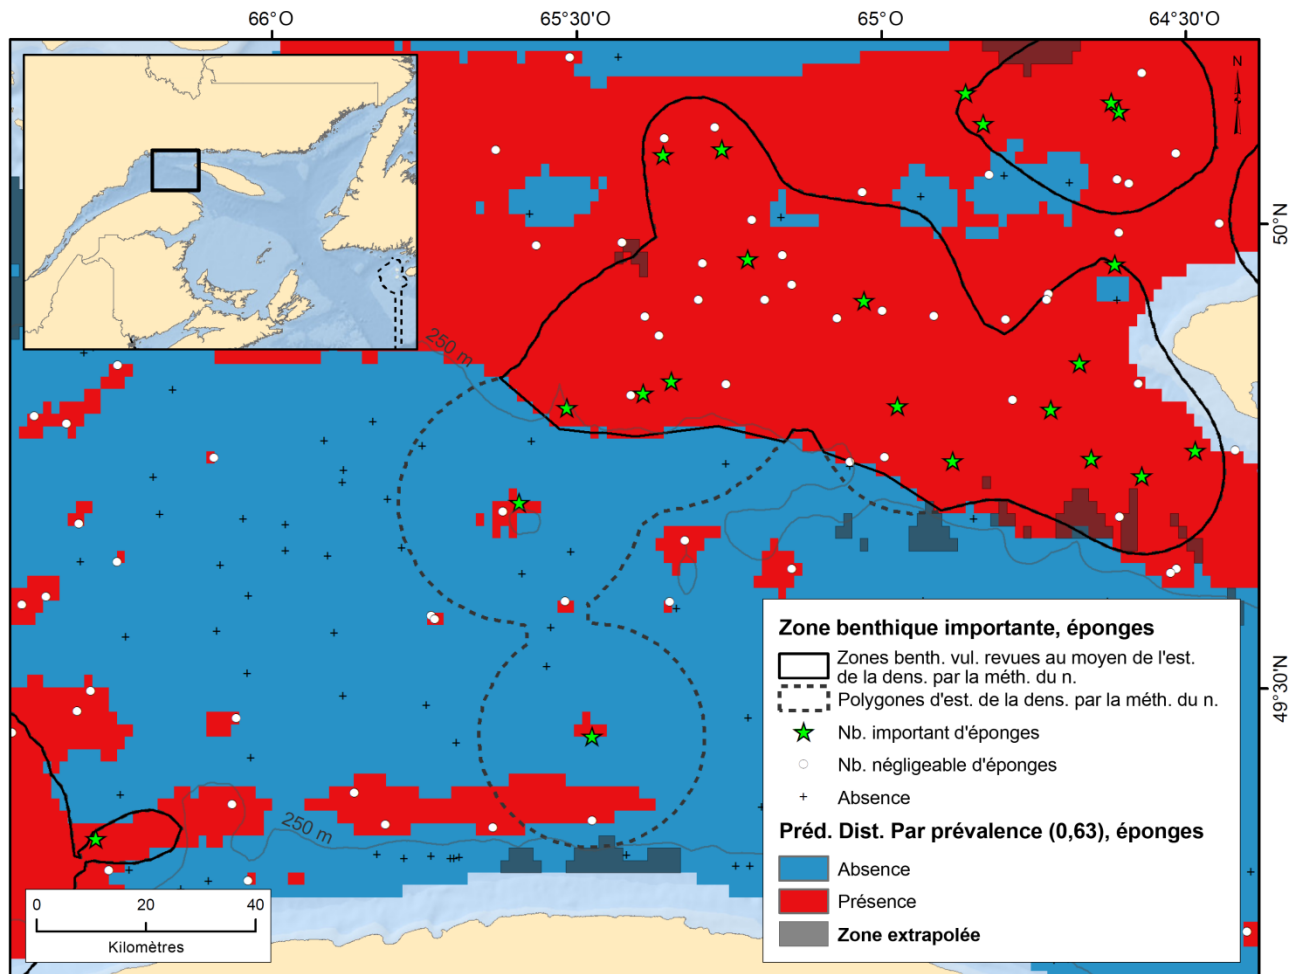 66°O
65°30'O
65°O
64°30'O
N
50°N
250 m
49°30'N
250 m
Zone benthique importante, éponges
Zones benth. vul. revues au moyen de l'est.
de la dens. par la méth. du n.
Polygones d'est. de la dens. par la méth. du n.
Nb. important d'éponges
Nb. négligeable d'éponges
Absence
Préd. Dist. Par prévalence (0,63), éponges
Absence
Présence
Zone extrapolée
0 20 40
Kilomètres